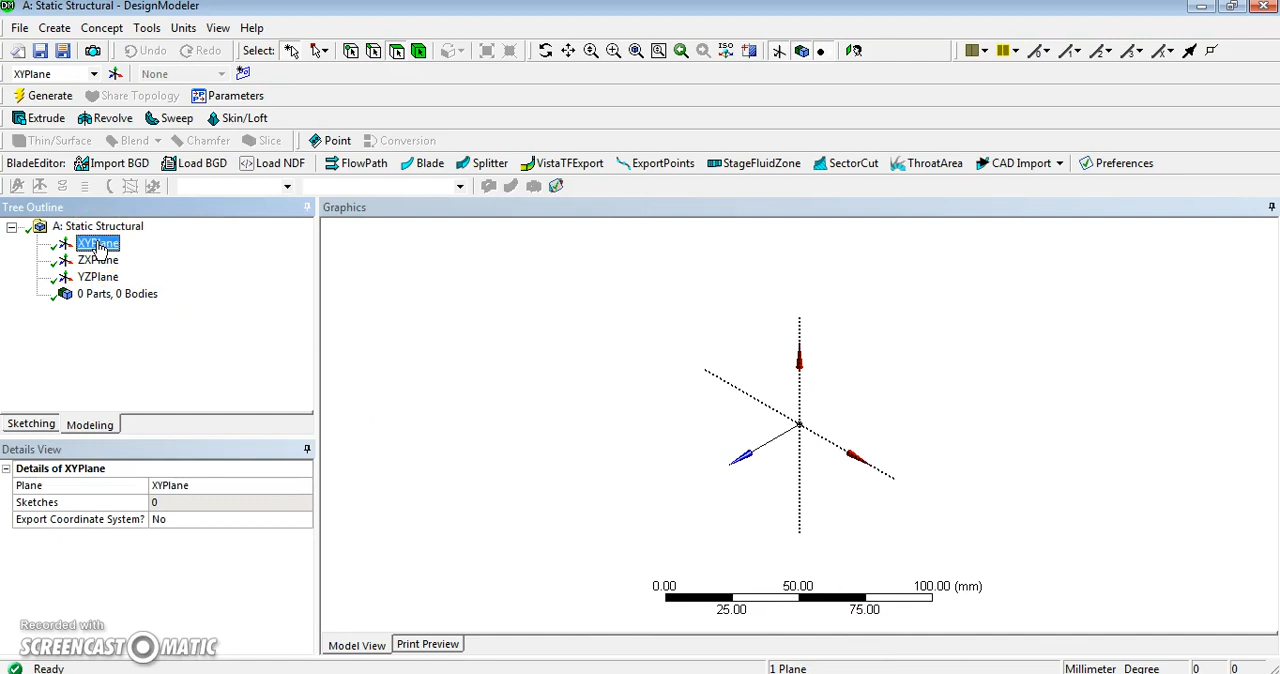 A: Static Structural - DesignModeler
File Create Concept Tools Units View Help
Undo Redo Select: ISO
XYPlane None
Generate Share Topology Parameters
Extrude Revolve Sweep Skin/Loft
Thin/Surface Blend Chamfer Slice Point Conversion
BladeEditor: Import BGD Load BGD Load NDF FlowPath Blade Splitter VistaTFExport ExportPoints StageFluidZone SectorCut ThroatArea CAD Import Preferences
Tree Outline
Graphics
A: Static Structural
XYPlane
ZXPlane
YZPlane
0 Parts, 0 Bodies
Sketching Modeling
Details View
Details of XYPlane
Plane XYPlane
Sketches 0
Export Coordinate System? No
0.00 50.00 100.00 (mm)
25.00 75.00
Recorded with
SCREENCAST MATIC
Model View Print Preview
Ready 1 Plane Millimeter Degree 0 0